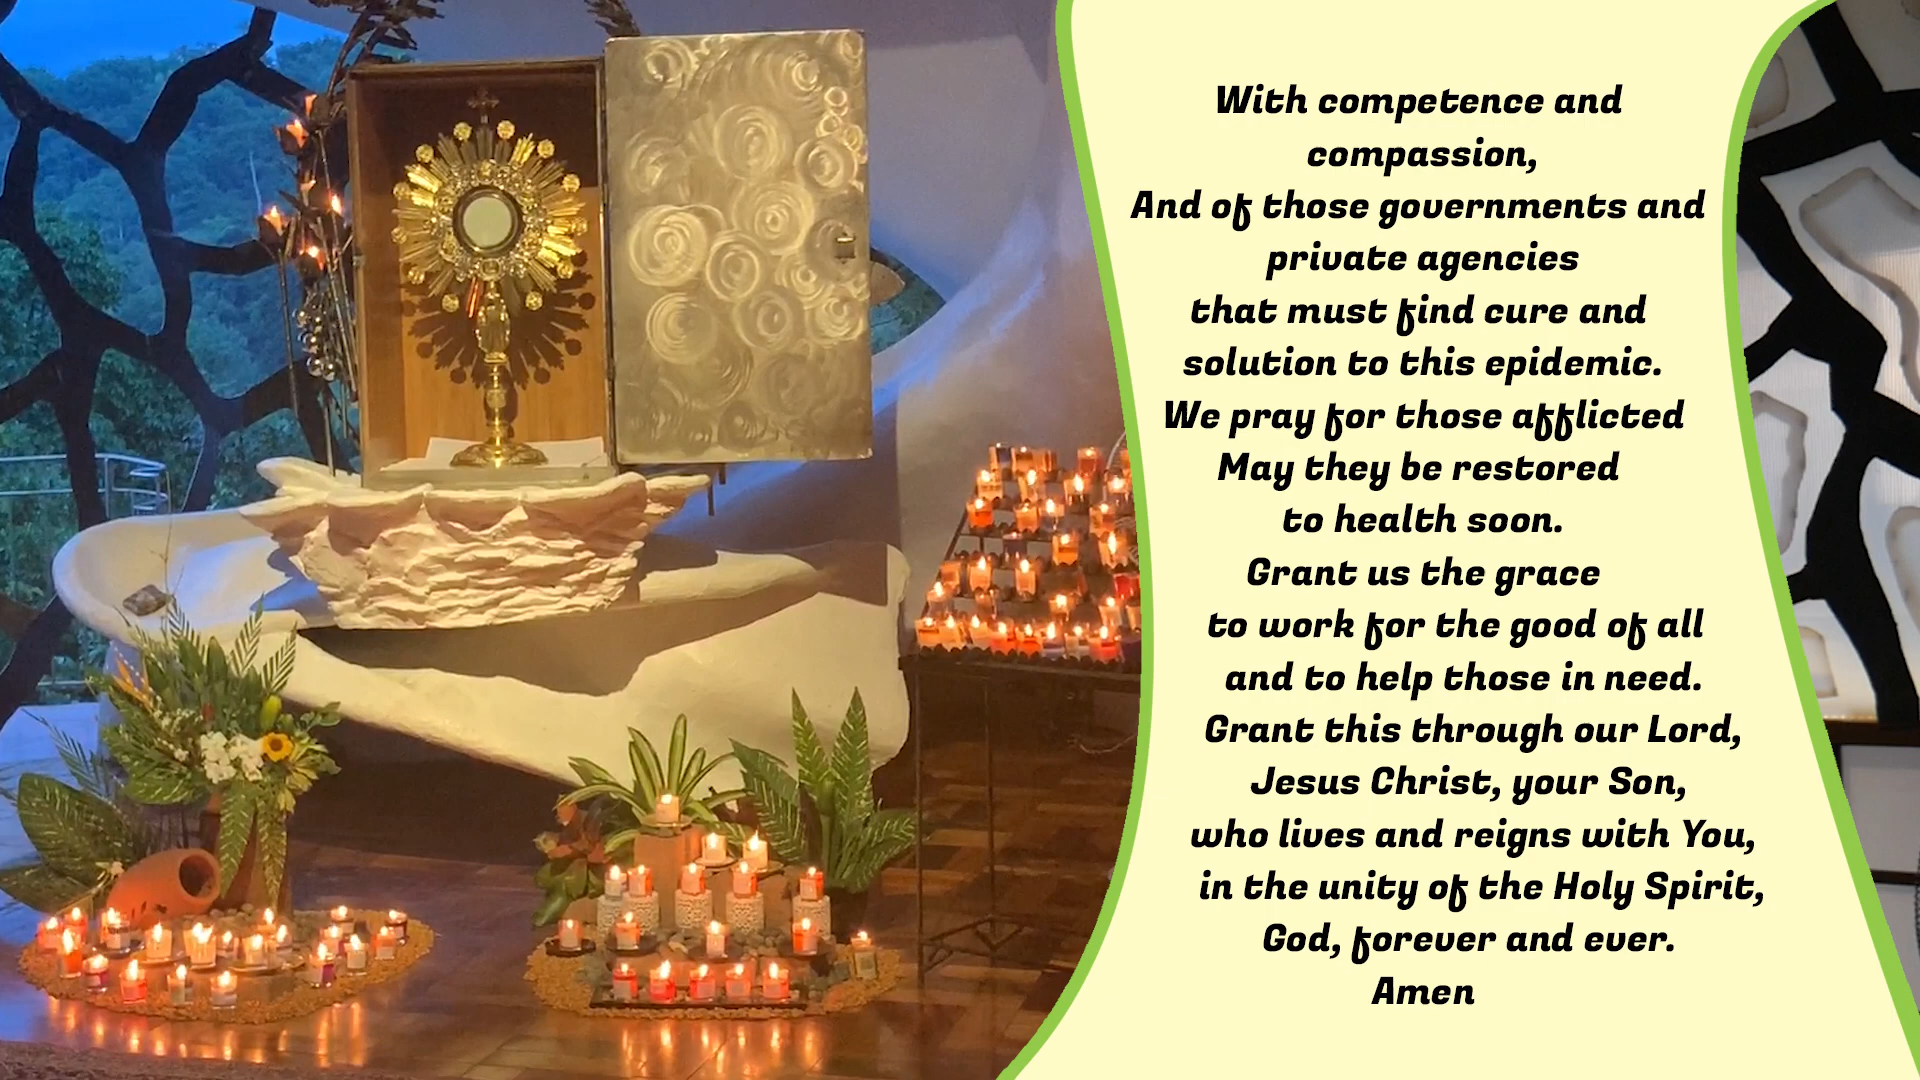 With competence and
compassion,
And of those governments and
private agencies
that must find cure and
solution to this epidemic.
We pray for those afflicted
May they be restored
to health soon.
Grant us the grace
to work for the good of all
and to help those in need.
Grant this through our Lord,
Jesus Christ, your Son,
who lives and reigns with You,
in the unity of the Holy Spirit,
God, forever and ever.
Amen